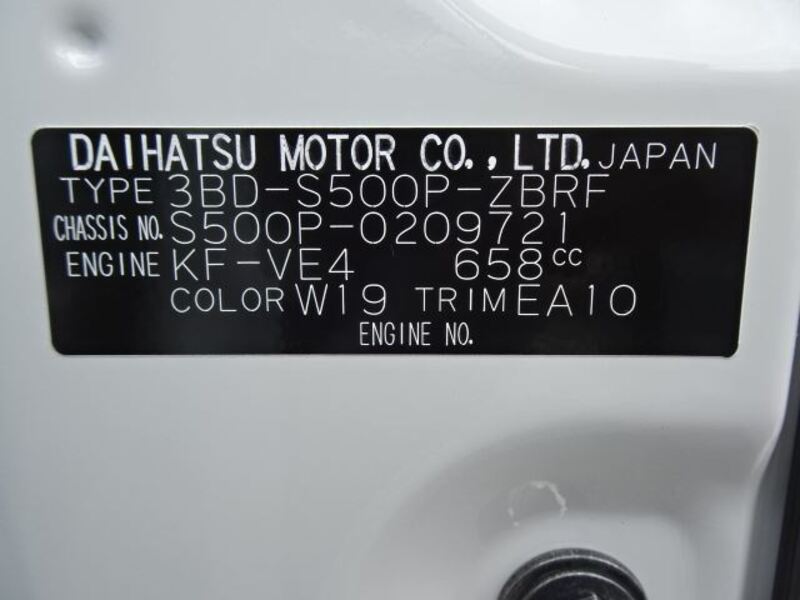 DAIHATSU MOTOR CO., LTD. JAPAN
TYPE 3BD-S500P-ZBRF
CHASSIS NO. S500P-0209721
ENGINE KF-VE4 658cc
COLOR W19 TRIM EA10
ENGINE NO.